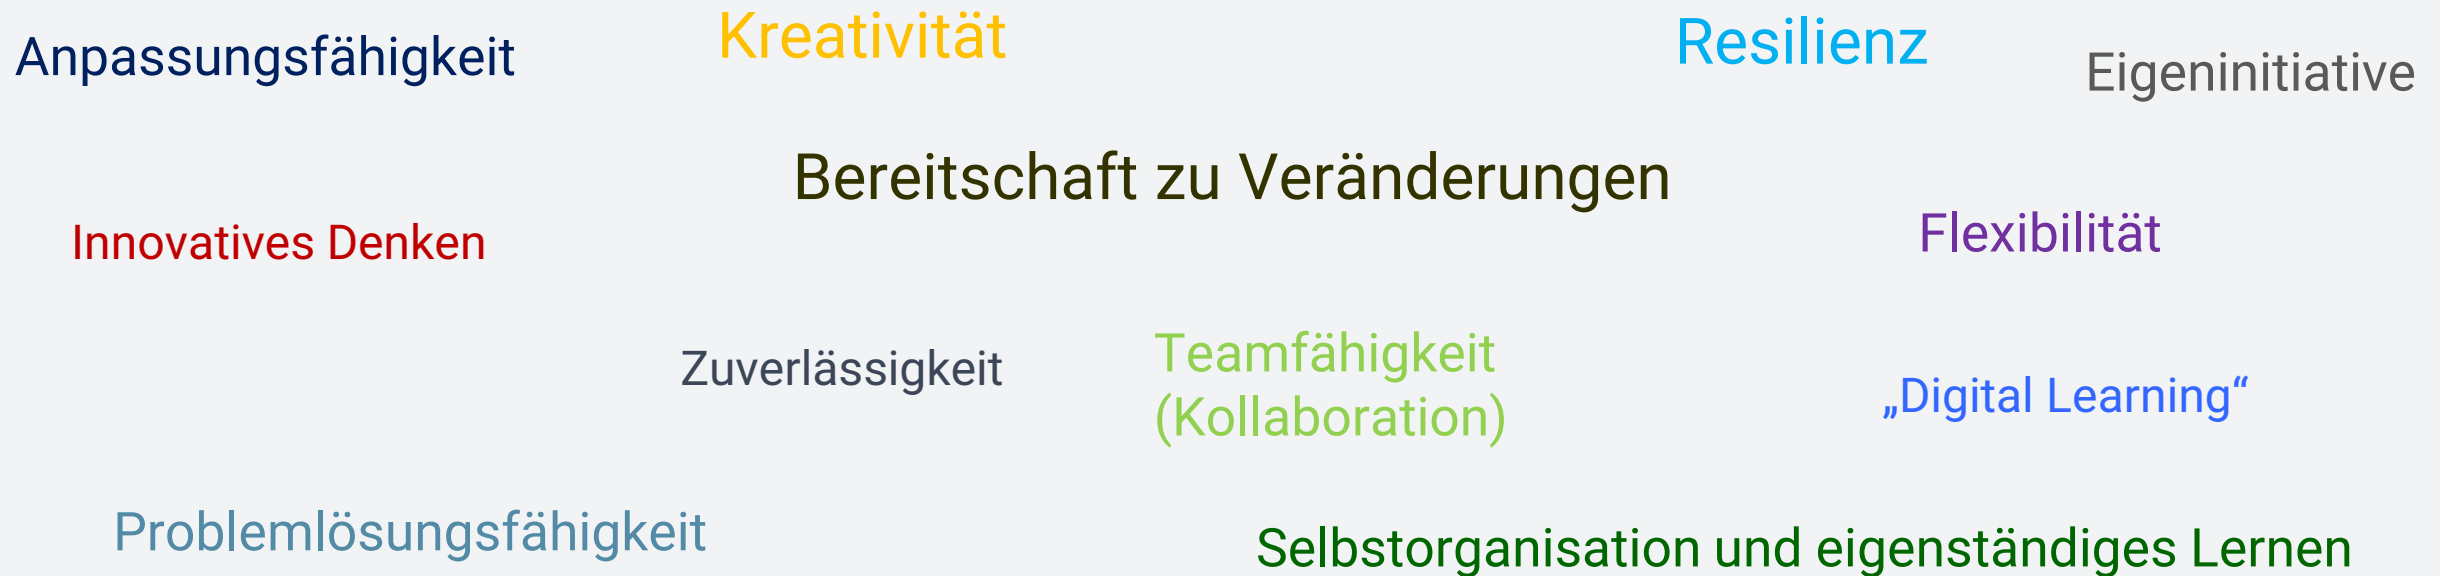 Anpassungsfähigkeit
Kreativität
Resilienz
Eigeninitiative
Bereitschaft zu Veränderungen
Innovatives Denken
Flexibilität
Zuverlässigkeit
Teamfähigkeit
(Kollaboration)
„Digital Learning“
Problemlösungsfähigkeit
Selbstorganisation und eigenständiges Lernen